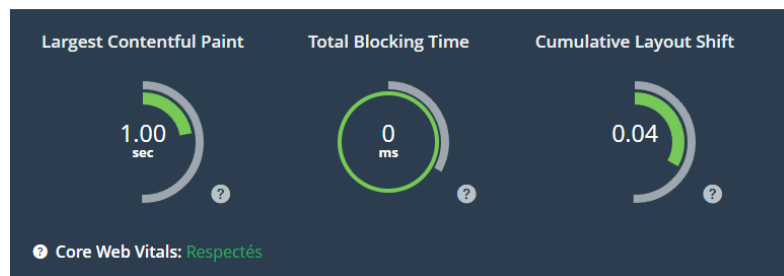 Largest Contentful Paint
Total Blocking Time
Cumulative Layout Shift
1.00
sec
0
ms
0.04
?
?
?
? Core Web Vitals: Respectés